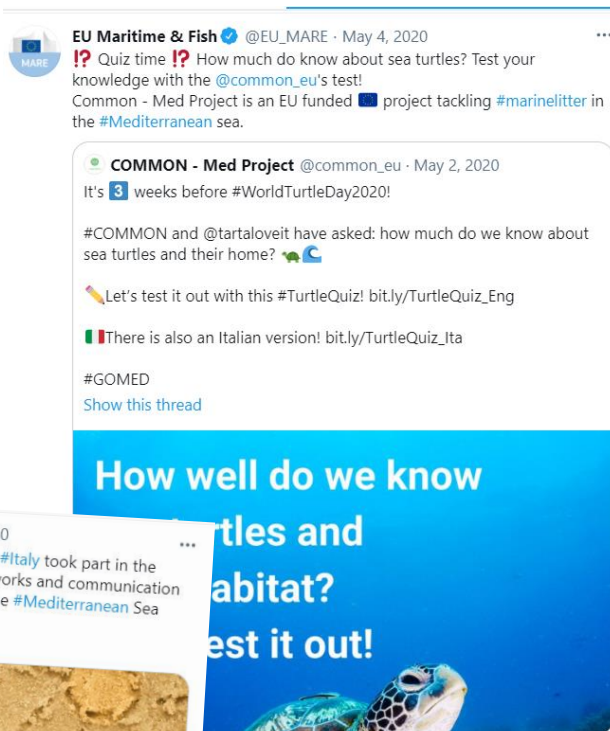 EU Maritime & Fish @EU_MARE · May 4, 2020
MARE
⁉ Quiz time ⁉ How much do know about sea turtles? Test your
knowledge with the @common_eu's test!
Common - Med Project is an EU funded 🇪🇺 project tackling #marinelitter in
the #Mediterranean sea.
COMMON - Med Project @common_eu · May 2, 2020
It's 3 weeks before #WorldTurtleDay2020!
#COMMON and @tartaloveit have asked: how much do we know about
sea turtles and their home? 🐢🌊
✏️Let's test it out with this #TurtleQuiz! bit.ly/TurtleQuiz_Eng
🇮🇹There is also an Italian version! bit.ly/TurtleQuiz_Ita
#GOMED
Show this thread
How well do we know
tles and
abitat?
est it out!
0
#Italy took part in the
orks and communication
e #Mediterranean Sea